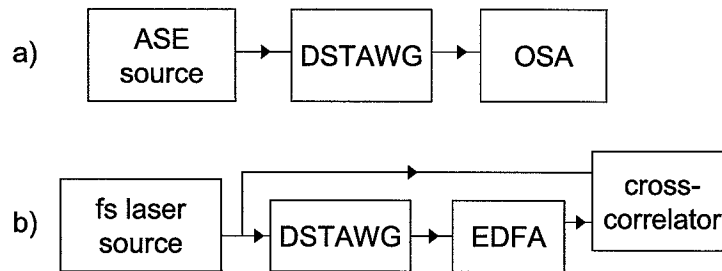 a)
ASE
source
DSTAWG
OSA
b)
fs laser
source
DSTAWG
EDFA
cross-
correlator